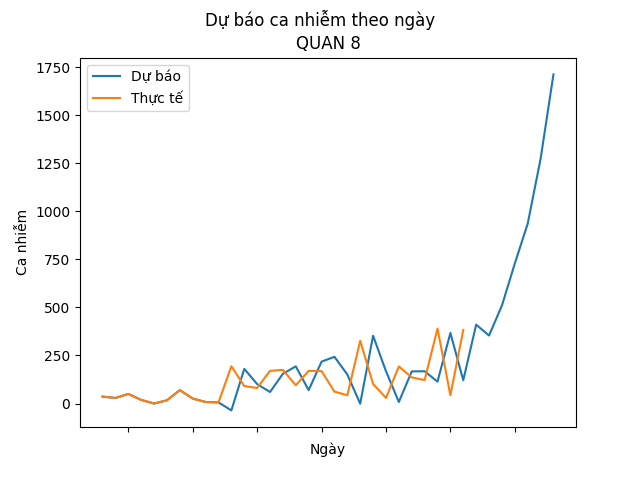 Dự báo ca nhiễm theo ngày
QUAN 8
Dự báo
Thực tế
1750
1500
1250
1000
750
500
250
0
Ca nhiễm
Ngày